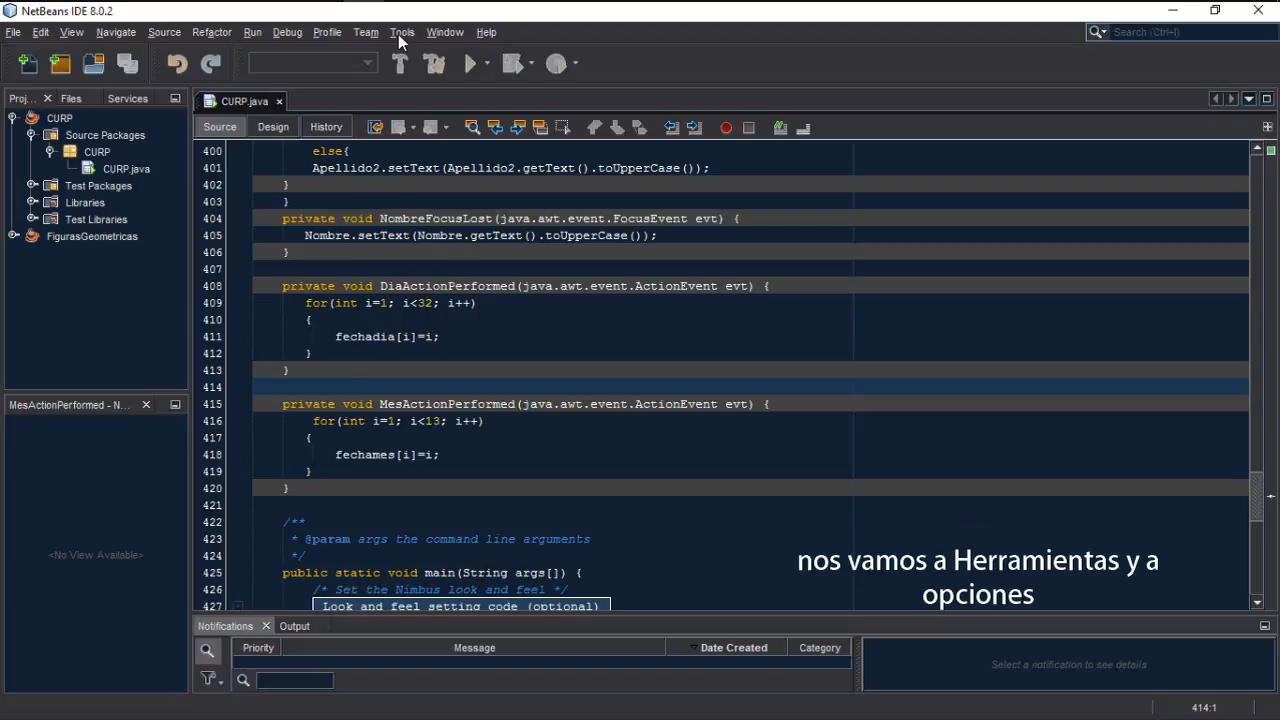 NetBeans IDE 8.0.2
File Edit View Navigate Source Refactor Run Debug Profile Team Tools Window Help
Search (Ctrl+I)
Proj... Files Services
CURP.java
CURP
Source Packages
CURP
CURP.java
Test Packages
Libraries
Test Libraries
FigurasGeometricas
Source Design History
400 else{
401 Apellido2.setText(Apellido2.getText().toUpperCase());
402 }
403 }
404 private void NombreFocusLost(java.awt.event.FocusEvent evt) {
405 Nombre.setText(Nombre.getText().toUpperCase());
406 }
407
408 private void DiaActionPerformed(java.awt.event.ActionEvent evt) {
409 for(int i=1; i<32; i++)
410 {
411 fechadia[i]=i;
412 }
413 }
414
415 private void MesActionPerformed(java.awt.event.ActionEvent evt) {
416 for(int i=1; i<13; i++)
417 {
418 fechames[i]=i;
419 }
420 }
421
422 /**
423 * @param args the command line arguments
424 */
425 public static void main(String args[]) {
426 /* Set the Nimbus look and feel */
427 Look and feel setting code (optional)
MesActionPerformed - N...
<No View Available>
nos vamos a Herramientas y a
opciones
Notifications Output
Priority Message Date Created Category
Select a notification to see details
414:1